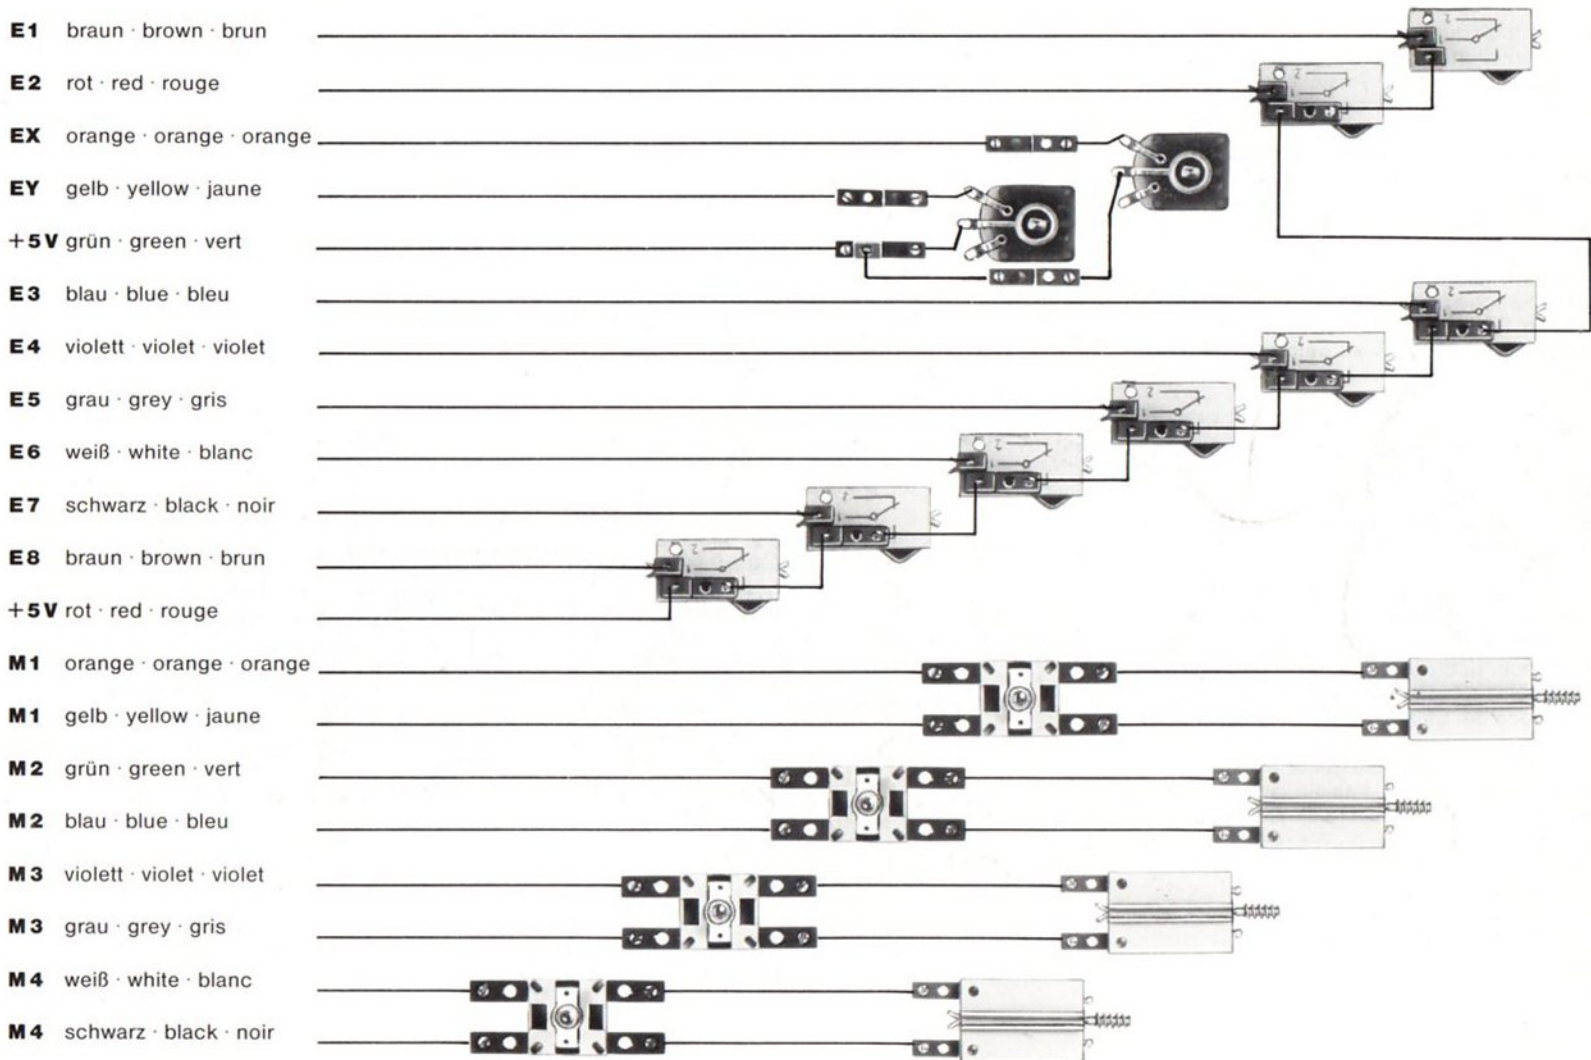 E1 braun · brown · brun
E2 rot · red · rouge
EX orange · orange · orange
EY gelb · yellow · jaune
+5V grün · green · vert
E3 blau · blue · bleu
E4 violett · violet · violet
E5 grau · grey · gris
E6 weiß · white · blanc
E7 schwarz · black · noir
E8 braun · brown · brun
+5V rot · red · rouge
M1 orange · orange · orange
M1 gelb · yellow · jaune
M2 grün · green · vert
M2 blau · blue · bleu
M3 violett · violet · violet
M3 grau · grey · gris
M4 weiß · white · blanc
M4 schwarz · black · noir